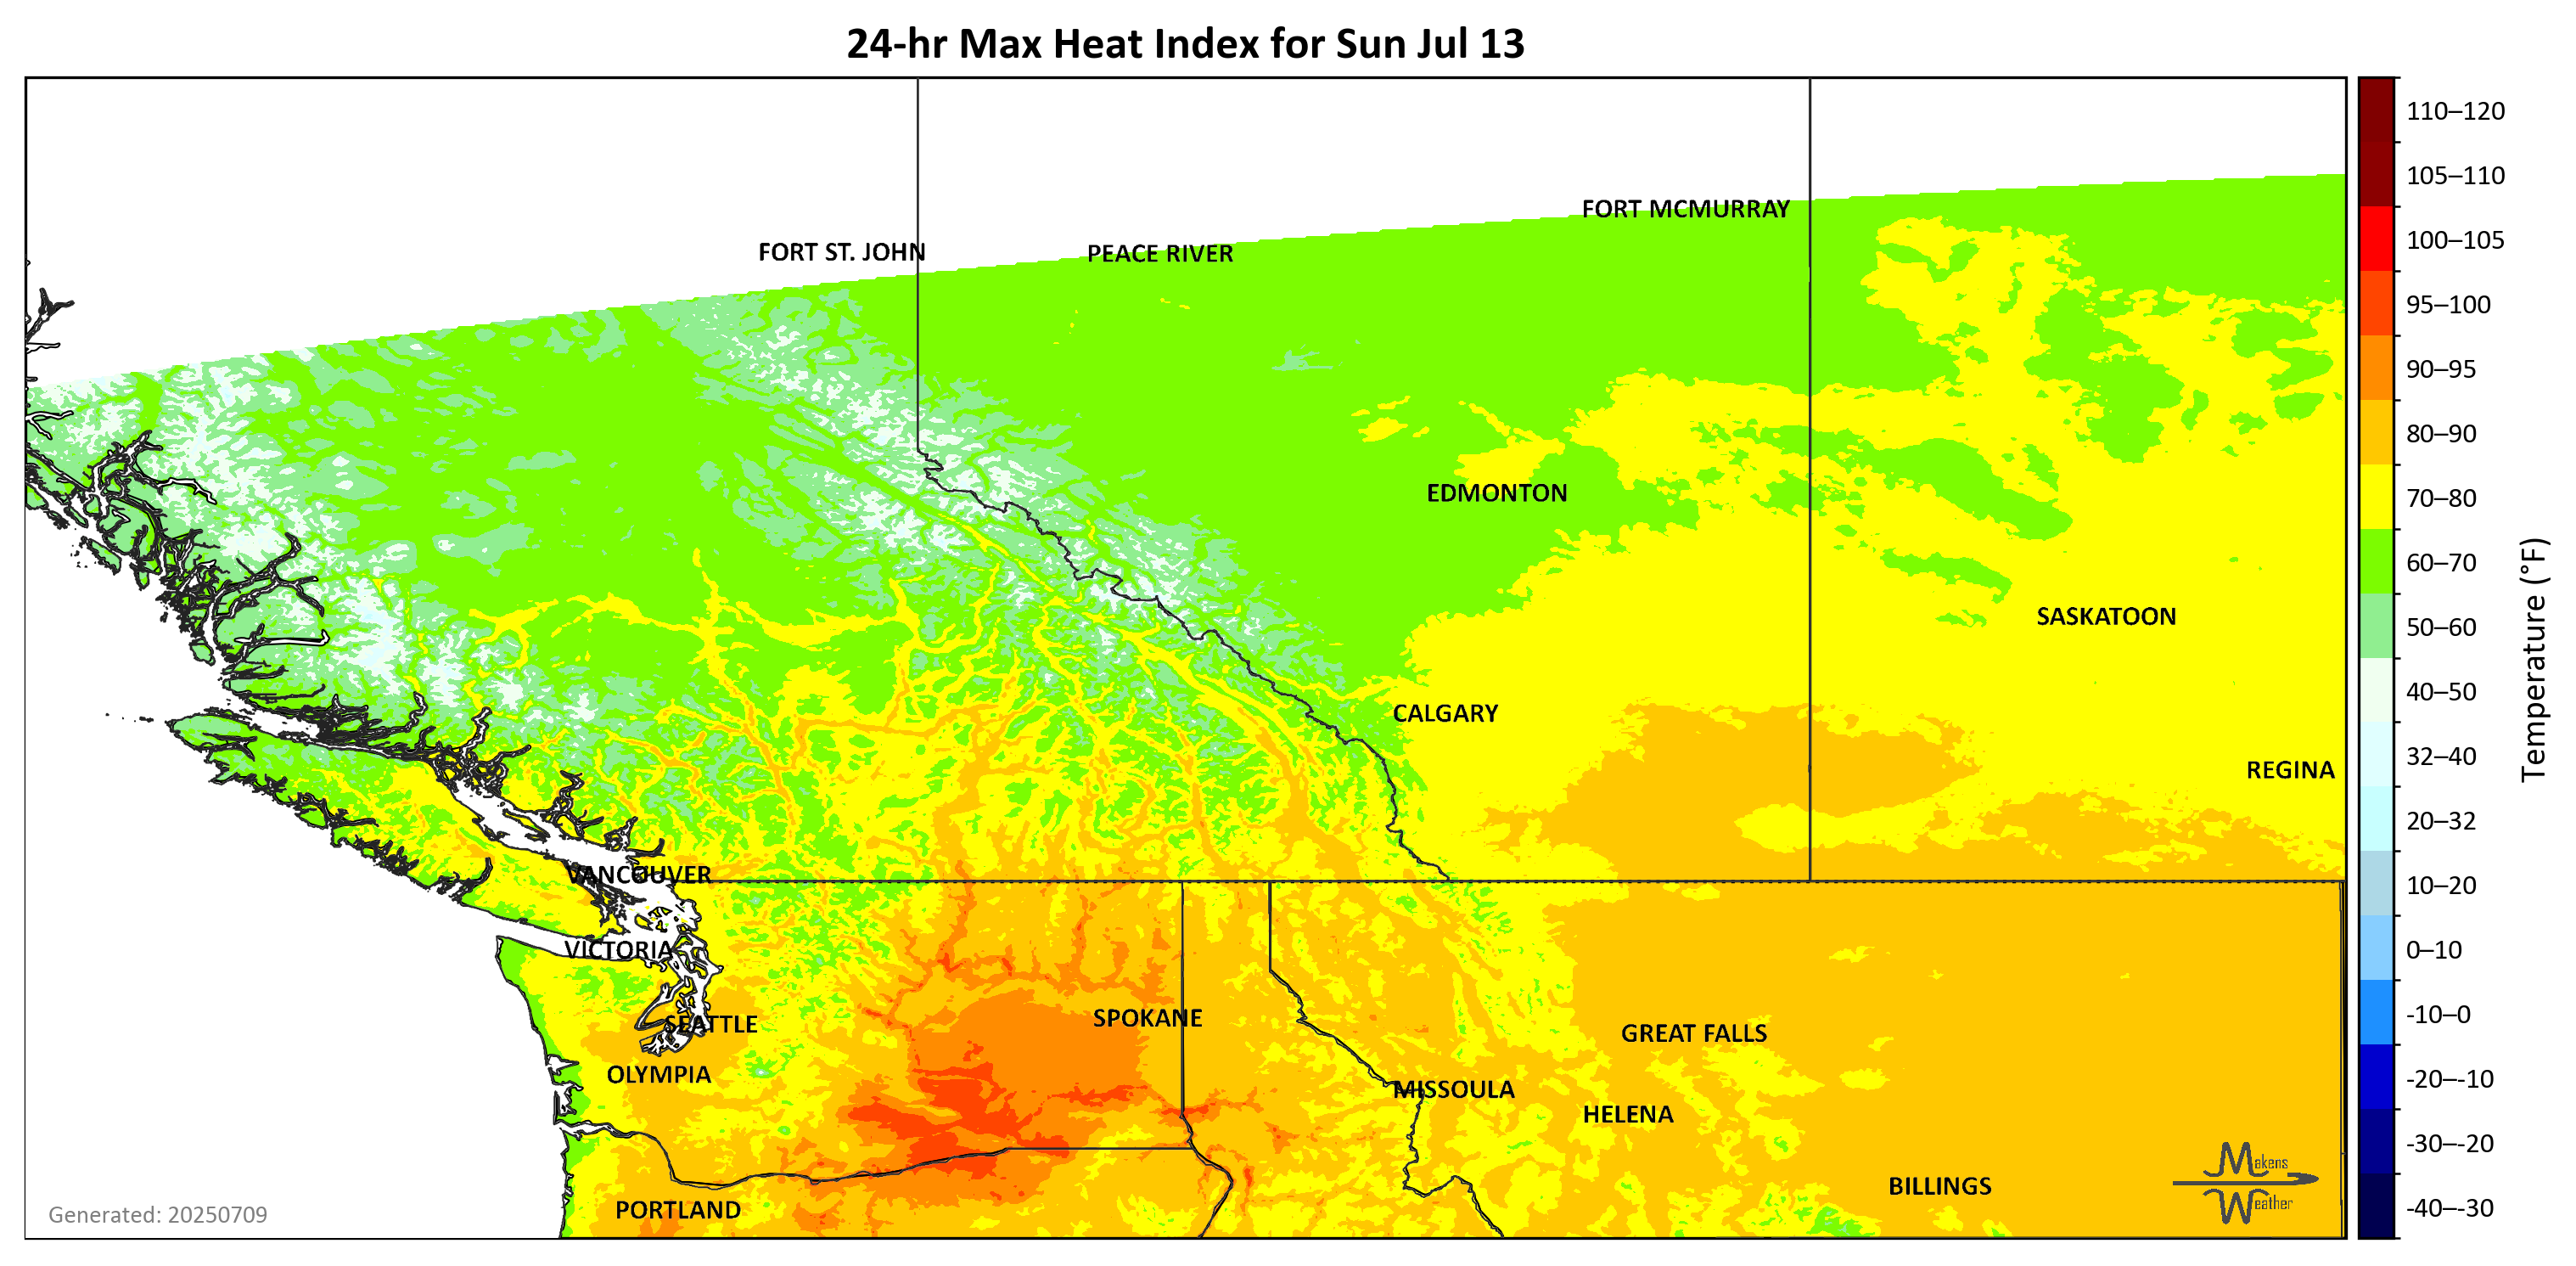 24-hr Max Heat Index for Sun Jul 13
110–120
105–110
100–105
95–100
90–95
80–90
70–80
60–70
50–60
40–50
32–40
20–32
10–20
0–10
-10–0
-20–-10
-30–-20
-40–-30
Temperature (°F)
FORT MCMURRAY
FORT ST. JOHN
PEACE RIVER
EDMONTON
SASKATOON
CALGARY
REGINA
VANCOUVER
VICTORIA
SEATTLE
SPOKANE
GREAT FALLS
OLYMPIA
MISSOULA
HELENA
BILLINGS
PORTLAND
Makens
Weather
Generated: 20250709